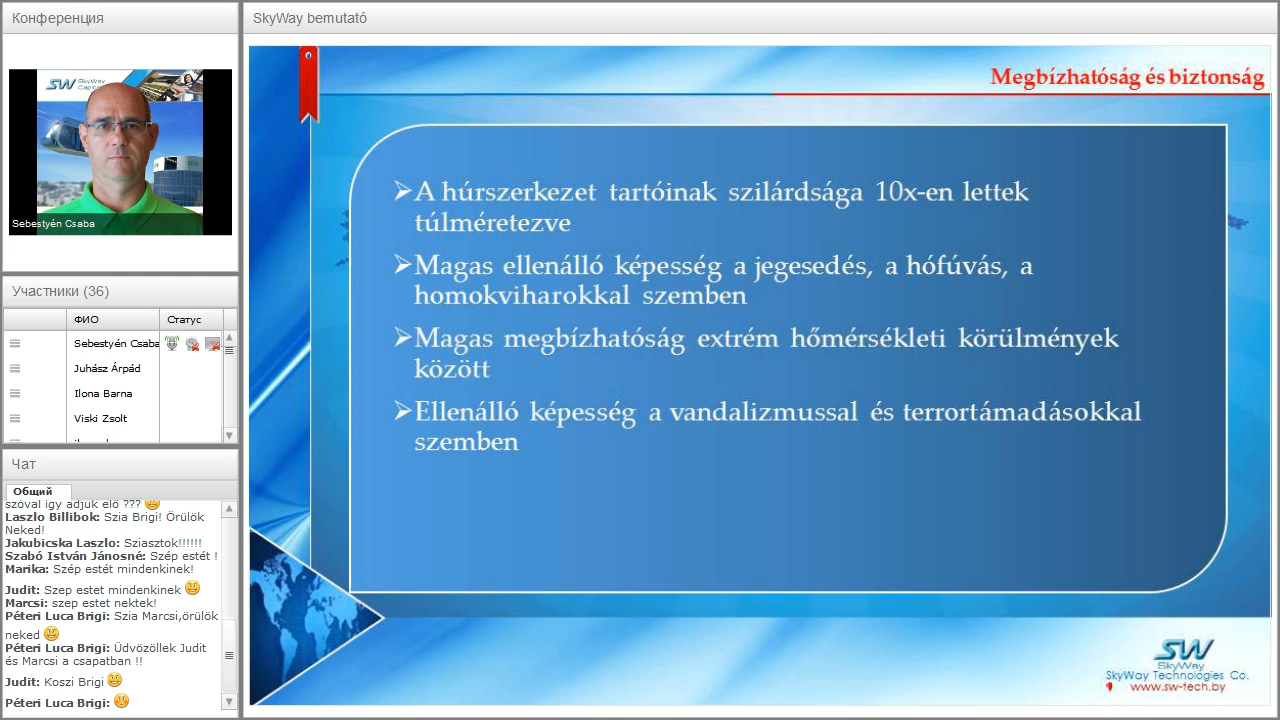 Конференция
SW SkyWay
Capital
Sebestyén Csaba
Участники (36)
ФИО Статус
Sebestyén Csaba
Juhász Árpád
Ilona Barna
Viski Zsolt
Чат
Общий
szóval így adjuk elő ???
Laszlo Billibok: Szia Brigi! Örülök
Neked!
Jakubicska Laszlo: Sziasztok!!!!!!
Szabó István Jánosné: Szép estét !
Marika: Szép estét mindenkinek!
Judit: Szep estet mindenkinek
Marcsi: szep estet nektek!
Péteri Luca Brigi: Szia Marcsi,örülök
neked
Péteri Luca Brigi: Üdvözöllek Judit
és Marcsi a csapatban !!
Judit: Koszi Brigi
Péteri Luca Brigi:
SkyWay bemutató
Megbízhatóság és biztonság
➢A húrszerkezet tartóinak szilárdsága 10x-en lettek
túlméretezve
➢Magas ellenálló képesség a jegesedés, a hófúvás, a
homokviharokkal szemben
➢Magas megbízhatóság extrém hőmérsékleti körülmények
között
➢Ellenálló képesség a vandalizmussal és terrortámadásokkal
szemben
SW
SkyWay
SkyWay Technologies Co.
www.sw-tech.by